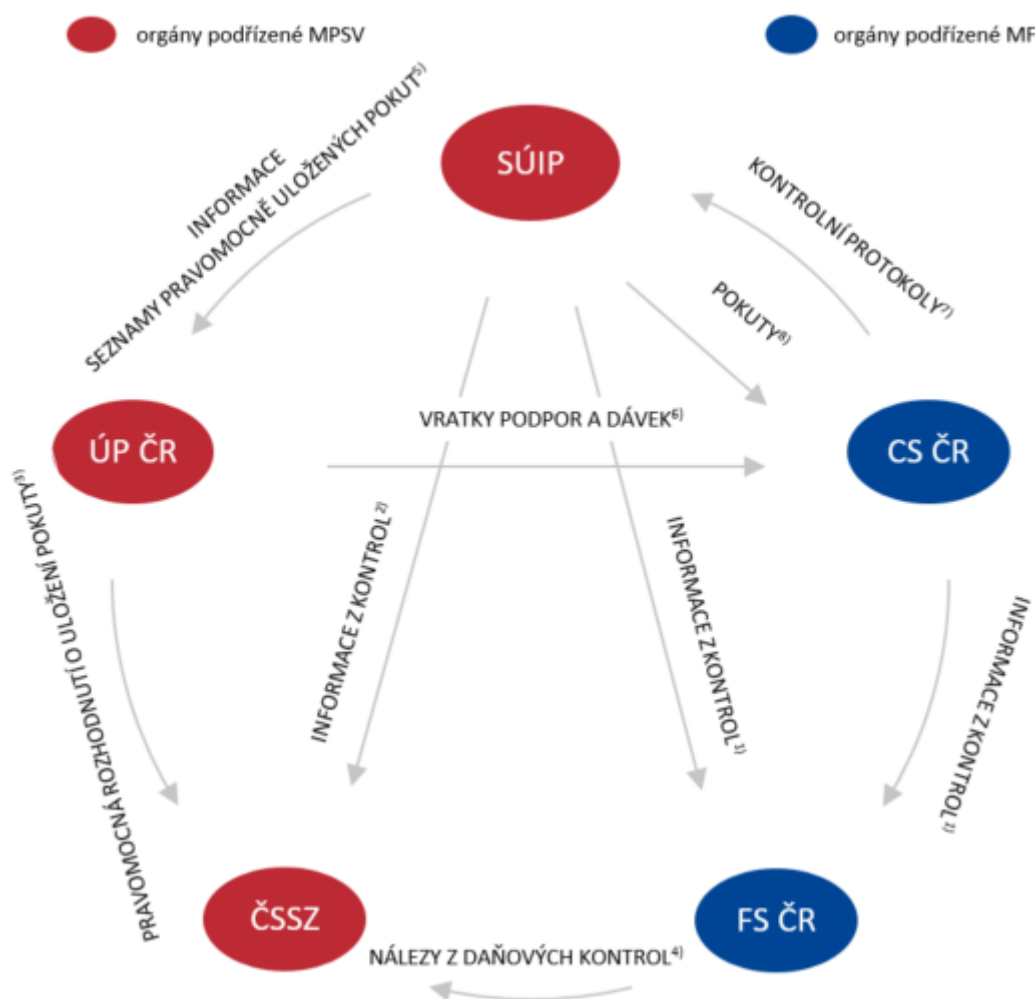 orgány podřízené MPSV
orgány podřízené MF
SÚIP
INFORMACE
SEZNAMY PRAVOMOCNĚ ULOŽENÝCH POKUT⁵⁾
KONTROLNÍ PROTOKOLY⁷⁾
POKUTY⁸⁾
VRATKY PODPOR A DÁVEK⁶⁾
ÚP ČR
CS ČR
PRAVOMOCNÁ ROZHODNUTÍ O ULOŽENÍ POKUTY³⁾
INFORMACE Z KONTROL²⁾
INFORMACE Z KONTROL¹⁾
INFORMACE Z KONTROL¹⁾
ČSSZ
FS ČR
NÁLEZY Z DAŇOVÝCH KONTROL⁴⁾